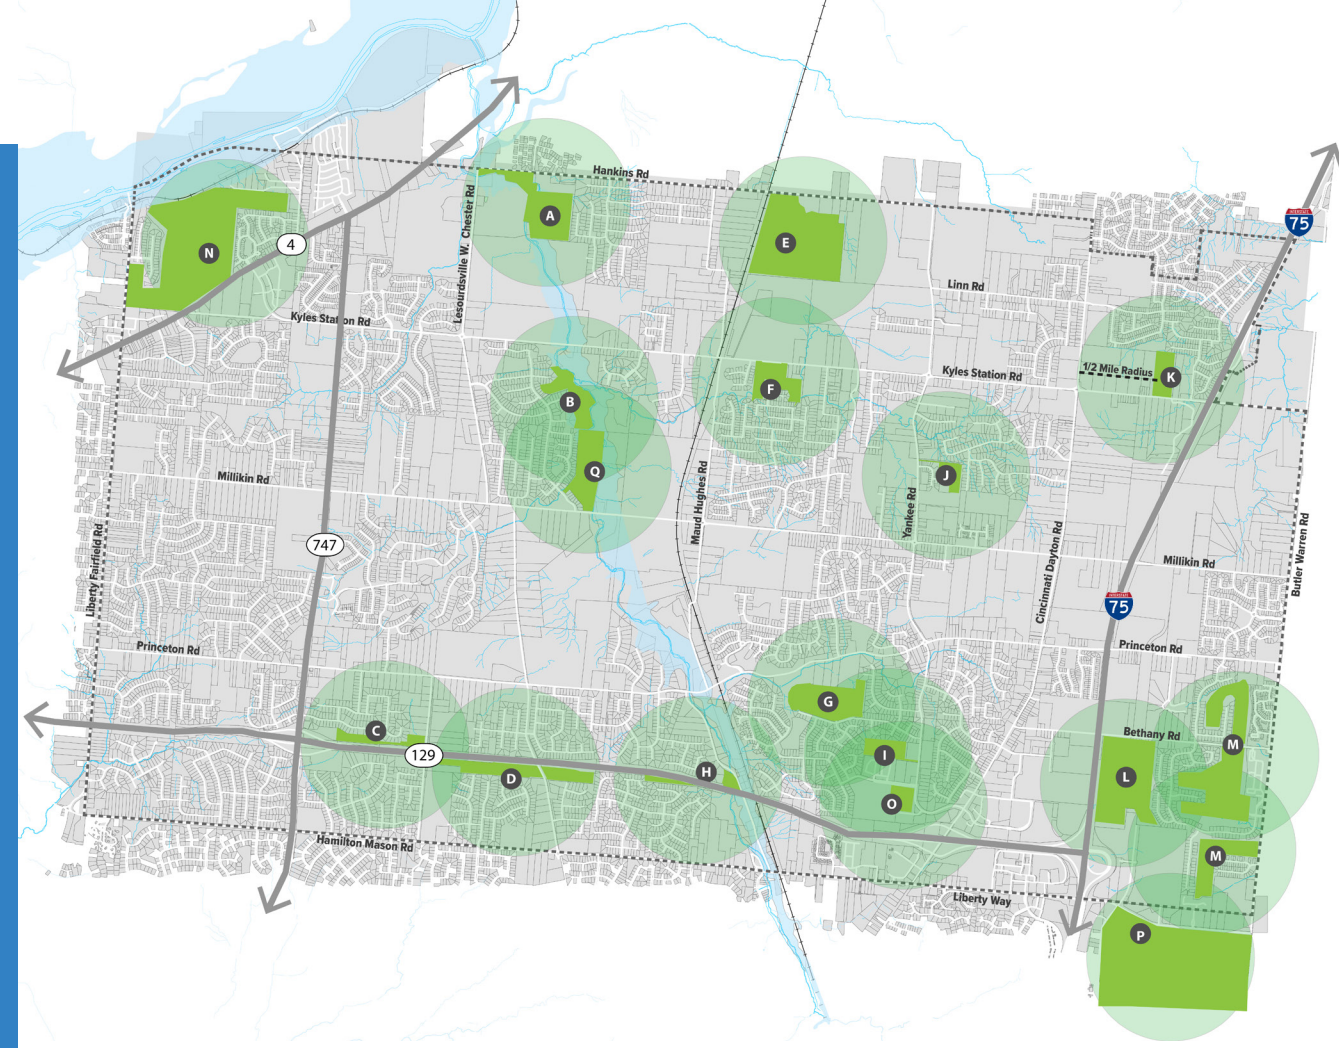 Hankins Rd
A
Lesourdsville W. Chester Rd
75
E
4
N
Linn Rd
Kyles Station Rd
1/2 Mile Radius
K
Kyles Station Rd
F
B
Q
J
Millikin Rd
Maud Hughes Rd
Yankee Rd
747
Liberty Fairfield Rd
Cincinnati Dayton Rd
Butler Warren Rd
Millikin Rd
75
Princeton Rd
Princeton Rd
G
C
Bethany Rd
M
129
I
D
H
L
O
Hamilton Mason Rd
M
Liberty Way
P